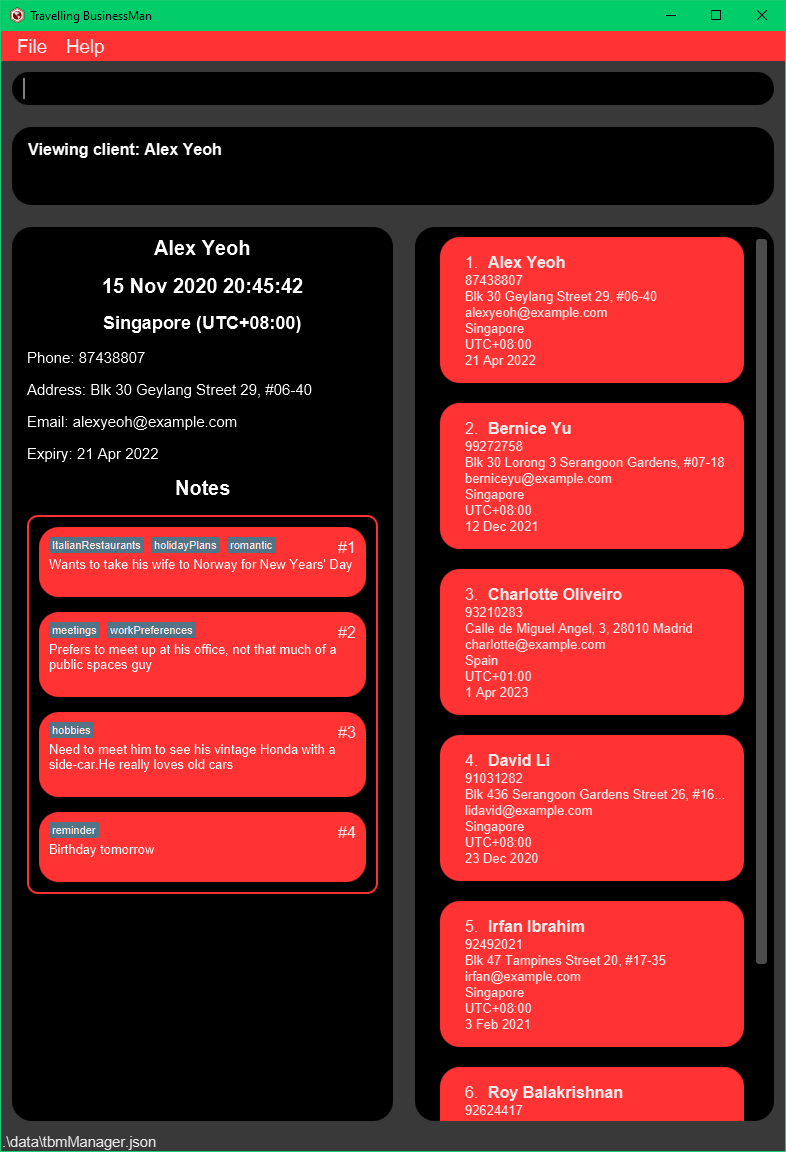 Travelling BusinessMan
File Help
Viewing client: Alex Yeoh
Alex Yeoh
15 Nov 2020 20:45:42
Singapore (UTC+08:00)
Phone: 87438807
Address: Blk 30 Geylang Street 29, #06-40
Email: alexyeoh@example.com
Expiry: 21 Apr 2022
Notes
ItalianRestaurants holidayPlans romantic #1
Wants to take his wife to Norway for New Years' Day
meetings workPreferences #2
Prefers to meet up at his office, not that much of a
public spaces guy
hobbies #3
Need to meet him to see his vintage Honda with a
side-car.He really loves old cars
reminder #4
Birthday tomorrow
1. Alex Yeoh
87438807
Blk 30 Geylang Street 29, #06-40
alexyeoh@example.com
Singapore
UTC+08:00
21 Apr 2022
2. Bernice Yu
99272758
Blk 30 Lorong 3 Serangoon Gardens, #07-18
berniceyu@example.com
Singapore
UTC+08:00
12 Dec 2021
3. Charlotte Oliveiro
93210283
Calle de Miguel Angel, 3, 28010 Madrid
charlotte@example.com
Spain
UTC+01:00
1 Apr 2023
4. David Li
91031282
Blk 436 Serangoon Gardens Street 26, #16...
lidavid@example.com
Singapore
UTC+08:00
23 Dec 2020
5. Irfan Ibrahim
92492021
Blk 47 Tampines Street 20, #17-35
irfan@example.com
Singapore
UTC+08:00
3 Feb 2021
6. Roy Balakrishnan
92624417
.\data\tbmManager.json